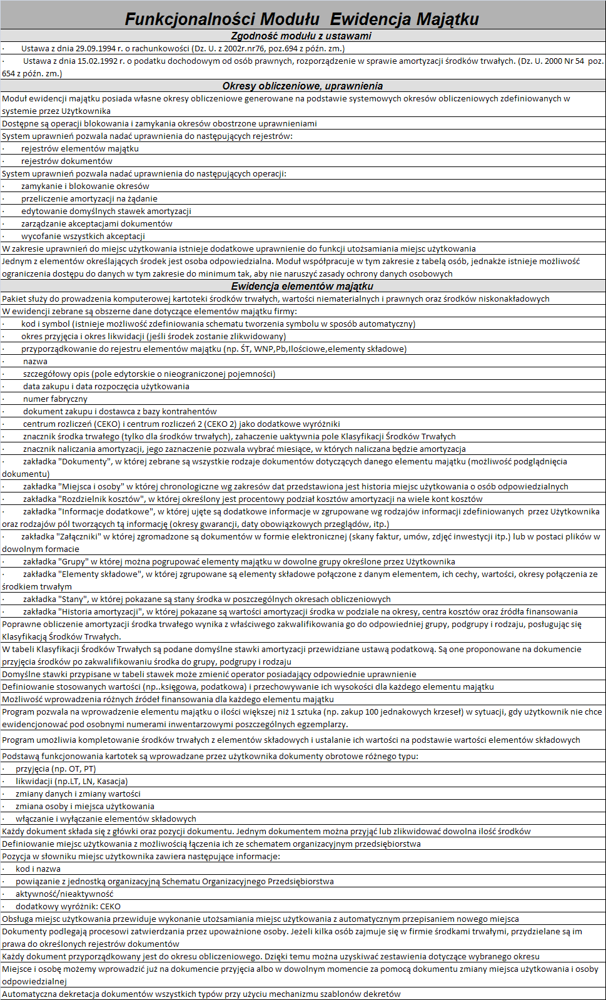 Funkcjonalności Modułu  Ewidencja Majątku
Zgodność modułu z ustawami
· Ustawa z dnia 29.09.1994 r. o rachunkowości (Dz. U. z 2002r.nr76, poz.694 z późn. zm.)
· Ustawa z dnia 15.02.1992 r. o podatku dochodowym od osób prawnych, rozporządzenie w sprawie amortyzacji środków trwałych. (Dz. U. 2000 Nr 54  poz.
654 z późn. zm.)
Okresy obliczeniowe, uprawnienia
Moduł ewidencji majątku posiada własne okresy obliczeniowe generowane na podstawie systemowych okresów obliczeniowych zdefiniowanych w
systemie przez Użytkownika
Dostępne są operacji blokowania i zamykania okresów obostrzone uprawnieniami
System uprawnień pozwala nadać uprawnienia do następujących rejestrów:
· rejestrów elementów majątku
· rejestrów dokumentów
System uprawnień pozwala nadać uprawnienia do następujących operacji:
· zamykanie i blokowanie okresów
· przeliczenie amortyzacji na żądanie
· edytowanie domyślnych stawek amortyzacji
· zarządzanie akceptacjami dokumentów
· wycofanie wszystkich akceptacji
W zakresie uprawnień do miejsc użytkowania istnieje dodatkowe uprawnienie do funkcji utożsamiania miejsc użytkowania
Jednym z elementów określających środek jest osoba odpowiedzialna. Moduł współpracuje w tym zakresie z tabelą osób, jednakże istnieje możliwość
ograniczenia dostępu do danych w tym zakresie do minimum tak, aby nie naruszyć zasady ochrony danych osobowych
Ewidencja elementów majątku
Pakiet służy do prowadzenia komputerowej kartoteki środków trwałych, wartości niematerialnych i prawnych oraz środków niskonakładowych
W ewidencji zebrane są obszerne dane dotyczące elementów majątku firmy:
· kod i symbol (istnieje możliwość zdefiniowania schematu tworzenia symbolu w sposób automatyczny)
· okres przyjęcia i okres likwidacji (jeśli środek zostanie zlikwidowany)
· przyporządkowanie do rejestru elementów majątku (np. ŚT, WNP,Pb,Ilościowe,elementy składowe)
· nazwa
· szczegółowy opis (pole edytorskie o nieograniczonej pojemności)
· data zakupu i data rozpoczęcia użytkowania
· numer fabryczny
· dokument zakupu i dostawca z bazy kontrahentów
· centrum rozliczeń (CEKO) i centrum rozliczeń 2 (CEKO 2) jako dodatkowe wyróżniki
· znacznik środka trwałego (tylko dla środków trwałych), zahaczenie uaktywnia pole Klasyfikacji Środków Trwałych
· znacznik naliczania amortyzacji, jego zaznaczenie pozwala wybrać miesiące, w których naliczana będzie amortyzacja
· zakładka "Dokumenty", w której zebrane są wszystkie rodzaje dokumentów dotyczących danego elementu majątku (możliwość podglądnięcia
dokumentu)
· zakładka "Miejsca i osoby" w której chronologiczne wg zakresów dat przedstawiona jest historia miejsc użytkowania o osób odpowiedzialnych
· zakładka "Rozdzielnik kosztów", w której określony jest procentowy podział kosztów amortyzacji na wiele kont kosztów
· zakładka "Informacje dodatkowe", w której ujęte są dodatkowe informacje w zgrupowane wg rodzajów informacji zdefiniowanych  przez Użytkownika
oraz rodzajów pól tworzących tą informację (okresy gwarancji, daty obowiązkowych przeglądów, itp.)
· zakładka "Załączniki" w której zgromadzone są dokumentów w formie elektronicznej (skany faktur, umów, zdjęć inwestycji itp.) lub w postaci plików w
dowolnym formacie
· zakładka "Grupy" w której można pogrupować elementy majątku w dowolne grupy określone przez Użytkownika
· zakładka "Elementy składowe", w której zgrupowane są elementy składowe połączone z danym elementem, ich cechy, wartości, okresy połączenia ze
środkiem trwałym
· zakładka "Stany", w której pokazane są stany środka w poszczególnych okresach obliczeniowych
· zakładka "Historia amortyzacji", w której pokazane są wartości amortyzacji środka w podziale na okresy, centra kosztów oraz źródła finansowania
Poprawne obliczenie amortyzacji środka trwałego wynika z właściwego zakwalifikowania go do odpowiedniej grupy, podgrupy i rodzaju, posługując się
Klasyfikacją Środków Trwałych.
W tabeli Klasyfikacji Środków Trwałych są podane domyślne stawki amortyzacji przewidziane ustawą podatkową. Są one proponowane na dokumencie
przyjęcia środków po zakwalifikowaniu środka do grupy, podgrupy i rodzaju
Domyślne stawki przypisane w tabeli stawek może zmienić operator posiadający odpowiednie uprawnienie
Definiowanie stosowanych wartości (np..księgowa, podatkowa) i przechowywanie ich wysokości dla każdego elementu majątku
Możliwość wprowadzenia różnych źródeł finansowania dla każdego elementu majątku
Program pozwala na wprowadzenie elementu majątku o ilości większej niż 1 sztuka (np. zakup 100 jednakowych krzeseł) w sytuacji, gdy użytkownik nie chce
ewidencjonować pod osobnymi numerami inwentarzowymi poszczególnych egzemplarzy.
Program umożliwia kompletowanie środków trwałych z elementów składowych i ustalanie ich wartości na podstawie wartości elementów składowych
Podstawą funkcjonowania kartotek są wprowadzane przez użytkownika dokumenty obrotowe różnego typu:
· przyjęcia (np. OT, PT)
· likwidacji (np.LT, LN, Kasacja)
· zmiany danych i zmiany wartości
· zmiana osoby i miejsca użytkowania
· włączanie i wyłączanie elementów składowych
Każdy dokument składa się z główki oraz pozycji dokumentu. Jednym dokumentem można przyjąć lub zlikwidować dowolna ilość środków
Definiowanie miejsc użytkowania z możliwością łączenia ich ze schematem organizacyjnym przedsiębiorstwa
Pozycja w słowniku miejsc użytkownika zawiera następujące informacje:
· kod i nazwa
· powiązanie z jednostką organizacyjną Schematu Organizacyjnego Przedsiębiorstwa
· aktywność/nieaktywność
· dodatkowy wyróżnik: CEKO
Obsługa miejsc użytkowania przewiduje wykonanie utożsamiania miejsc użytkowania z automatycznym przepisaniem nowego miejsca
Dokumenty podlegają procesowi zatwierdzania przez upoważnione osoby. Jeżeli kilka osób zajmuje się w firmie środkami trwałymi, przydzielane są im
prawa do określonych rejestrów dokumentów
Każdy dokument przyporządkowany jest do okresu obliczeniowego. Dzięki temu można uzyskiwać zestawienia dotyczące wybranego okresu
Miejsce i osobę możemy wprowadzić już na dokumencie przyjęcia albo w dowolnym momencie za pomocą dokumentu zmiany miejsca użytkowania i osoby
odpowiedzialnej
Automatyczna dekretacja dokumentów wszystkich typów przy użyciu mechanizmu szablonów dekretów